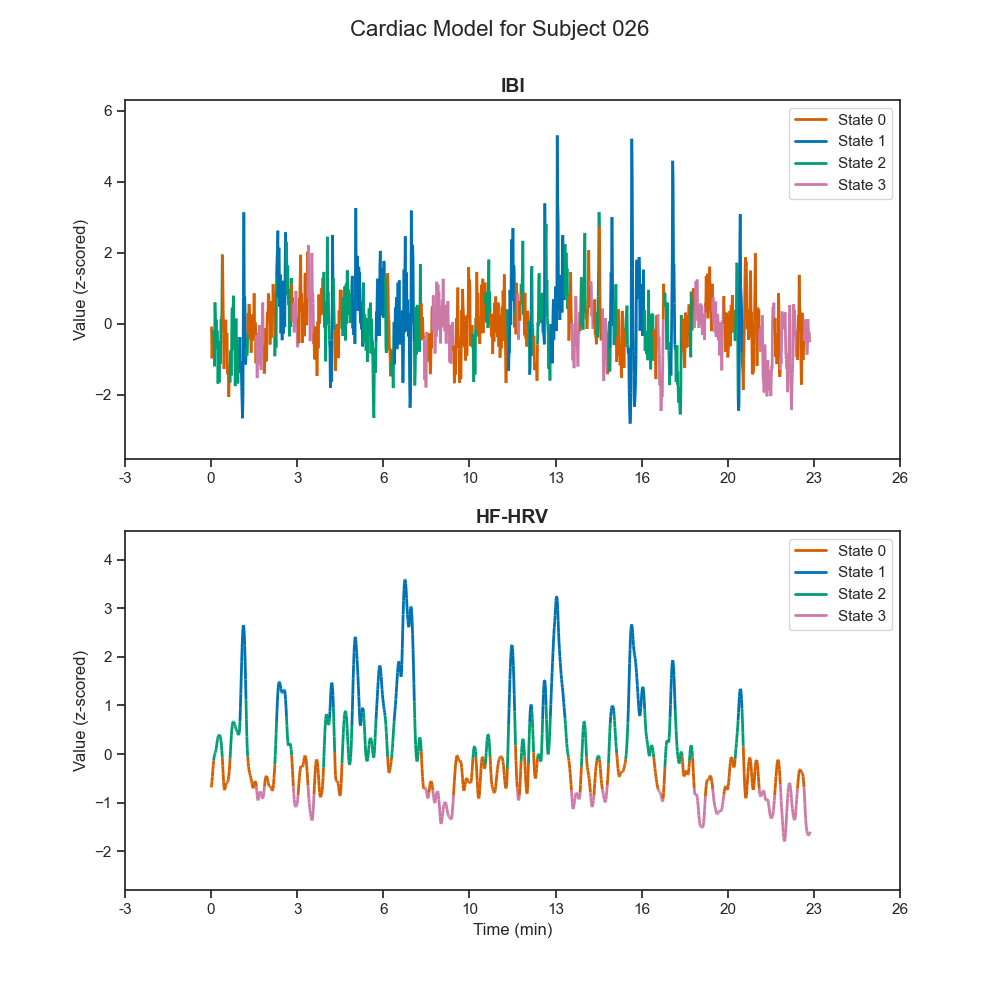 Cardiac Model for Subject 026
IBI
Value (z-scored)
6
4
2
0
−2
State 0
State 1
State 2
State 3
-3 0 3 6 10 13 16 20 23 26
HF-HRV
Value (z-scored)
4
3
2
1
0
−1
−2
State 0
State 1
State 2
State 3
-3 0 3 6 10 13 16 20 23 26
Time (min)